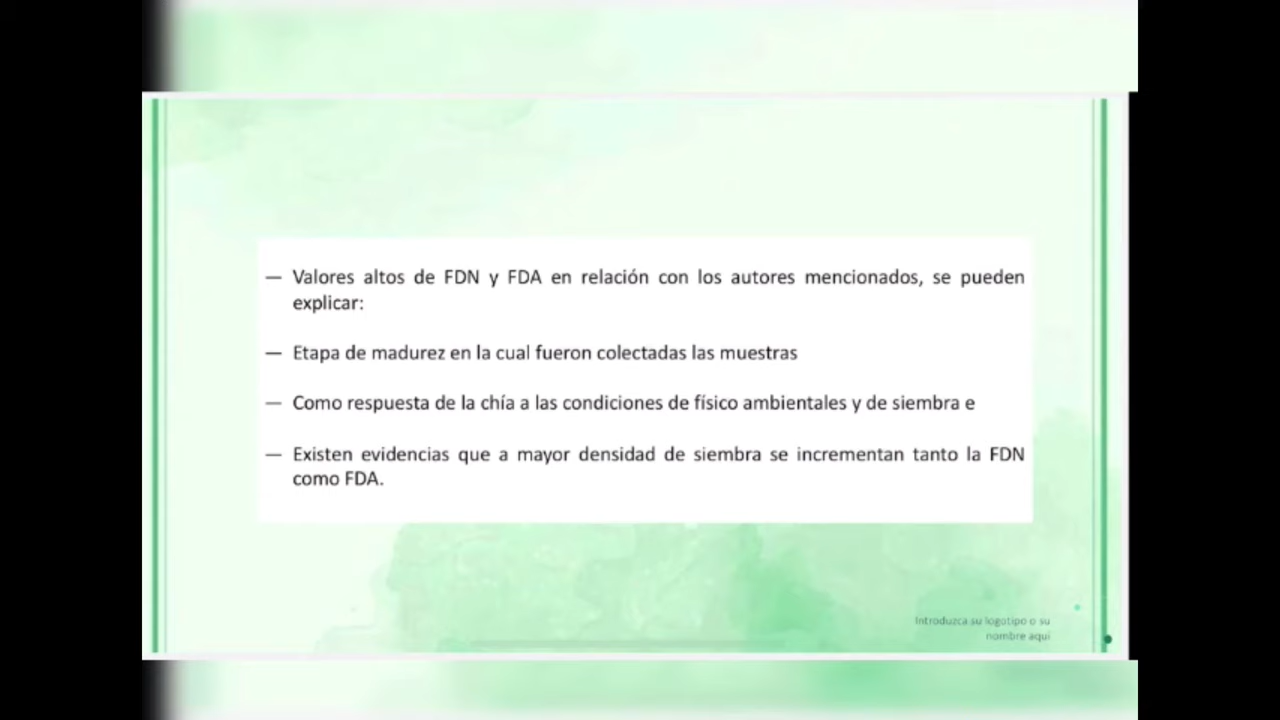 — Valores altos de FDN y FDA en relación con los autores mencionados, se pueden
explicar:
— Etapa de madurez en la cual fueron colectadas las muestras
— Como respuesta de la chía a las condiciones de físico ambientales y de siembra e
— Existen evidencias que a mayor densidad de siembra se incrementan tanto la FDN
como FDA.
Introduzca su logotipo o su
nombre aquí